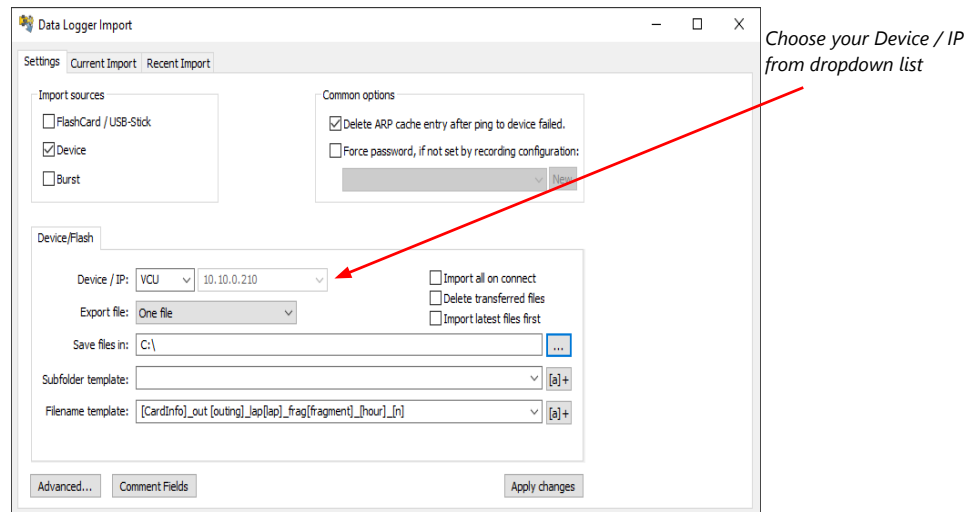 Data Logger Import
Choose your Device / IP
from dropdown list
Settings Current Import Recent Import
Import sources
FlashCard / USB-Stick
Device
Burst
Common options
Delete ARP cache entry after ping to device failed.
Force password, if not set by recording configuration:
New
Device/Flash
Device / IP: VCU 10.10.0.210
Import all on connect
Delete transferred files
Import latest files first
Export file: One file
Save files in: C:\
...
Subfolder template:
[a]+
Filename template: [CardInfo]_out [outing]_lap[lap]_frag[fragment]_[hour]_[n]
[a]+
Advanced... Comment Fields Apply changes